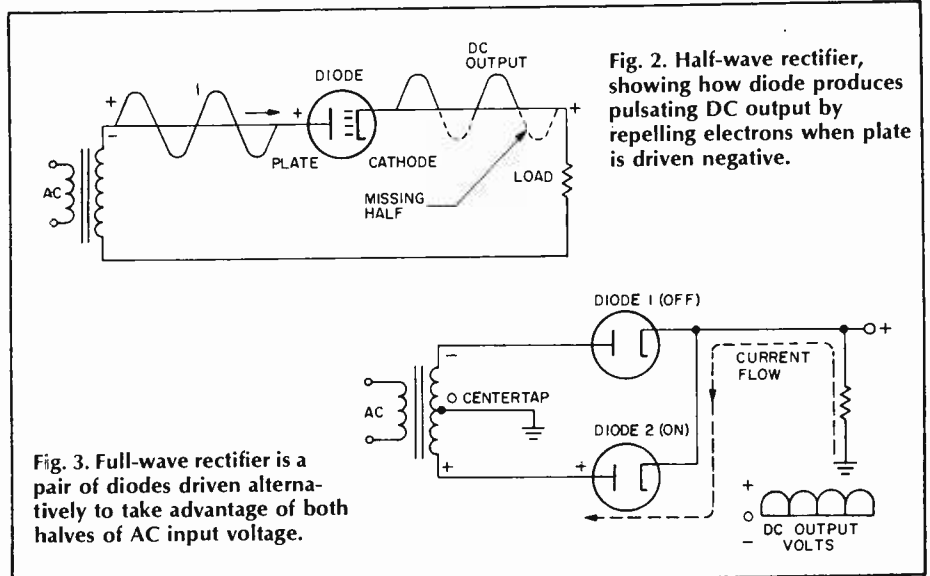 Fig. 2. Half-wave rectifier,
showing how diode produces
pulsating DC output by
repelling electrons when plate
is driven negative.
DC
OUTPUT
DIODE
+
-
+
+
PLATE
CATHODE
AC
LOAD
MISSING
HALF
DIODE 1 (OFF)
+
-
CURRENT
FLOW
AC
O CENTERTAP
DIODE 2 (ON)
+
+
Fig. 3. Full-wave rectifier is a
pair of diodes driven alterna-
tively to take advantage of both
halves of AC input voltage.
+
O
-
DC OUTPUT
VOLTS